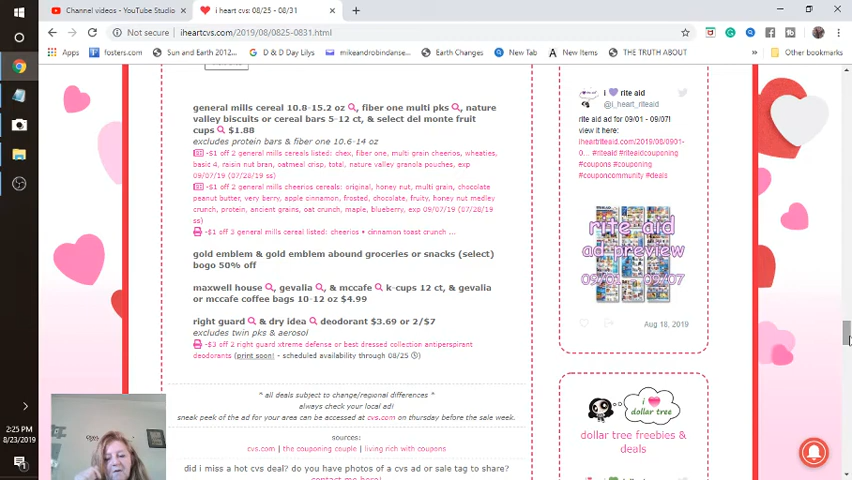 Channel videos - YouTube Studio
i heart cvs: 08/25 - 08/31
Not secure | iheartcvs.com/2019/08/0825-0831.html
Apps
fosters.com
Sun and Earth 2012...
D & D Day Lilys
mikeandrobindanse...
Earth Changes
New Tab
New Items
THE TRUTH ABOUT
Other bookmarks
general mills cereal 10.8-15.2 oz , fiber one multi pks , nature
valley biscuits or cereal bars 5-12 ct, & select del monte fruit
cups $1.88
excludes protein bars & fiber one 10.6-14 oz
-$1 off 2 general mills cereals listed: chex, fiber one, multi grain cheerios, wheaties,
basic 4, raisin nut bran, oatmeal crisp, total, nature valley granola pouches, exp
09/07/19 (07/28/19 ss)
-$1 off 2 general mills cheerios cereals: original, honey nut, multi grain, chocolate
peanut butter, very berry, apple cinnamon, frosted, chocolate, fruity, honey nut medley
crunch, protein, ancient grains, oat crunch, maple, blueberry, exp 09/07/19 (07/28/19
ss)
-$1 off 3 general mills cereal listed: cheerios • cinnamon toast crunch ...
gold emblem & gold emblem abound groceries or snacks (select)
bogo 50% off
maxwell house , gevalia , & mccafe k-cups 12 ct, & gevalia
or mccafe coffee bags 10-12 oz $4.99
right guard & dry idea deodorant $3.69 or 2/$7
excludes twin pks & aerosol
-$3 off 2 right guard xtreme defense or best dressed collection antiperspirant
deodorants (print soon! - scheduled availability through 08/25 )
* all deals subject to change/regional differences *
always check your local ad!
sneak peek of the ad for your area can be accessed at cvs.com on thursday before the sale week.
sources:
cvs.com | the couponing couple | living rich with coupons
did i miss a hot cvs deal? do you have photos of a cvs ad or sale tag to share?
contact me here!
i rite aid
@i_heart_riteaid
rite aid ad for 09/01 - 09/07!
view it here:
iheartriteaid.com/2019/08/0901-
0... #riteaid #riteaidcouponing
#coupons #couponing
#couponcommunity #deals
rite aid
ad preview
09/01 09/07
Aug 18, 2019
i
dollar tree
dollar tree freebies &
deals
2:25 PM
8/23/2019